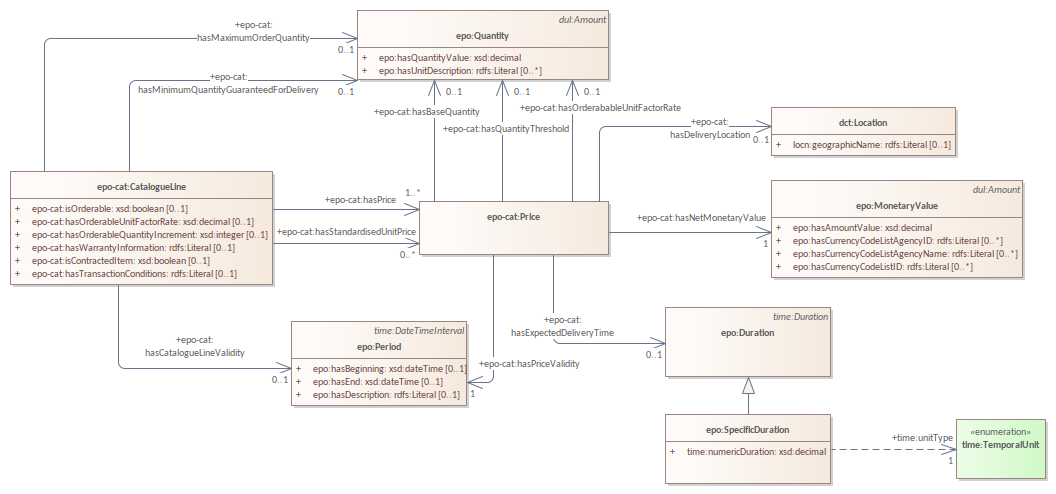 +epo-cat:
hasMaximumOrderQuantity
0..1
+epo-cat:
hasMinimumQuantityGuaranteedForDelivery
0..1
dul:Amount
epo:Quantity
+ epo:hasQuantityValue: xsd:decimal
+ epo:hasUnitDescription: rdfs:Literal [0..*]
0..1
0..1
0..1
+epo-cat:hasBaseQuantity
+epo-cat:hasQuantityThreshold
+epo-cat:hasOrderabableUnitFactorRate
+epo-cat:
hasDeliveryLocation
0..1
dct:Location
+ locn:geographicName: rdfs:Literal [0..1]
epo-cat:CatalogueLine
+ epo-cat:isOrderable: xsd:boolean [0..1]
+ epo-cat:hasOrderableUnitFactorRate: xsd:decimal [0..1]
+ epo-cat:hasOrderableQuantityIncrement: xsd:integer [0..1]
+ epo-cat:hasWarrantyInformation: rdfs:Literal [0..1]
+ epo-cat:isContractedItem: xsd:boolean [0..1]
+ epo-cat:hasTransactionConditions: rdfs:Literal [0..1]
+epo-cat:hasPrice
1..*
+epo-cat:hasStandardisedUnitPrice
0..*
epo-cat:Price
+epo-cat:hasNetMonetaryValue
1
dul:Amount
epo:MonetaryValue
+ epo:hasAmountValue: xsd:decimal
+ epo:hasCurrencyCodeListAgencyID: rdfs:Literal [0..*]
+ epo:hasCurrencyCodeListAgencyName: rdfs:Literal [0..*]
+ epo:hasCurrencyCodeListID: rdfs:Literal [0..*]
+epo-cat:
hasCatalogueLineValidity
0..1
time:DateTimeInterval
epo:Period
+ epo:hasBeginning: xsd:dateTime [0..1]
+ epo:hasEnd: xsd:dateTime [0..1]
+ epo:hasDescription: rdfs:Literal [0..1]
+epo-cat:hasPriceValidity
1
+epo-cat:
hasExpectedDeliveryTime
0..1
time:Duration
epo:Duration
epo:SpecificDuration
+ time:numericDuration: xsd:decimal
+time:unitType
1
«enumeration»
time:TemporalUnit